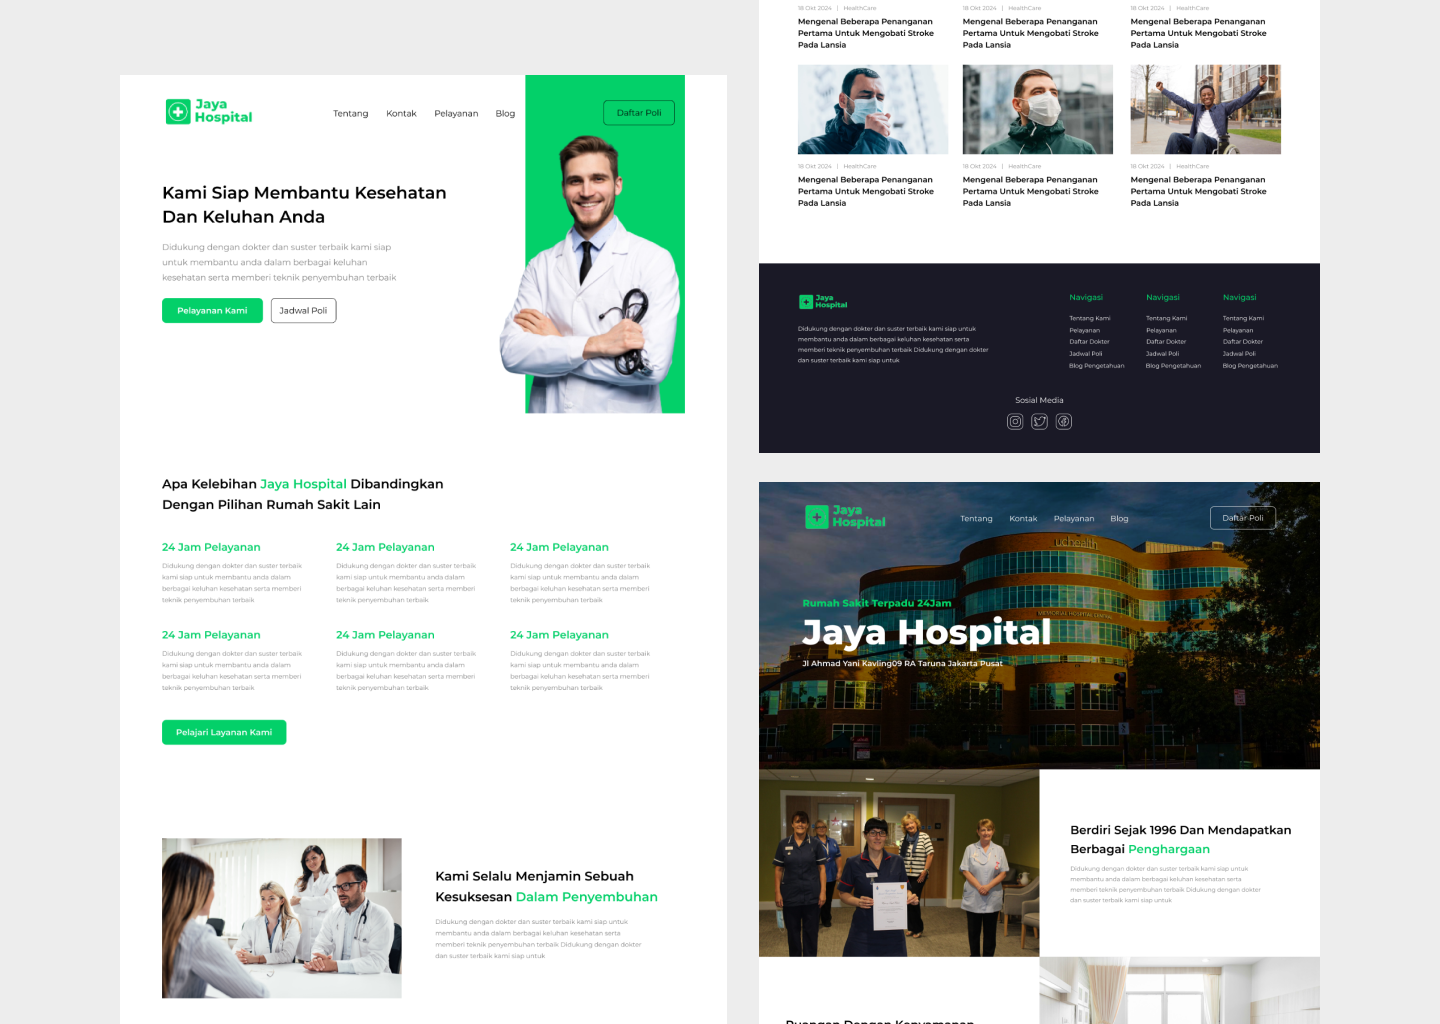 Jaya
Hospital
Tentang Kontak Pelayanan Blog
Daftar Poli
Kami Siap Membantu Kesehatan
Dan Keluhan Anda
Didukung dengan dokter dan suster terbaik kami siap
untuk membantu anda dalam berbagai keluhan
kesehatan serta memberi teknik penyembuhan terbaik
Pelayanan Kami
Jadwal Poli
Apa Kelebihan Jaya Hospital Dibandingkan
Dengan Pilihan Rumah Sakit Lain
24 Jam Pelayanan
Didukung dengan dokter dan suster terbaik
kami siap untuk membantu anda dalam
berbagai keluhan kesehatan serta memberi
teknik penyembuhan terbaik
24 Jam Pelayanan
Didukung dengan dokter dan suster terbaik
kami siap untuk membantu anda dalam
berbagai keluhan kesehatan serta memberi
teknik penyembuhan terbaik
24 Jam Pelayanan
Didukung dengan dokter dan suster terbaik
kami siap untuk membantu anda dalam
berbagai keluhan kesehatan serta memberi
teknik penyembuhan terbaik
24 Jam Pelayanan
Didukung dengan dokter dan suster terbaik
kami siap untuk membantu anda dalam
berbagai keluhan kesehatan serta memberi
teknik penyembuhan terbaik
24 Jam Pelayanan
Didukung dengan dokter dan suster terbaik
kami siap untuk membantu anda dalam
berbagai keluhan kesehatan serta memberi
teknik penyembuhan terbaik
24 Jam Pelayanan
Didukung dengan dokter dan suster terbaik
kami siap untuk membantu anda dalam
berbagai keluhan kesehatan serta memberi
teknik penyembuhan terbaik
Pelajari Layanan Kami
Kami Selalu Menjamin Sebuah
Kesuksesan Dalam Penyembuhan
Didukung dengan dokter dan suster terbaik kami siap untuk
membantu anda dalam berbagai keluhan kesehatan serta
memberi teknik penyembuhan terbaik Didukung dengan dokter
dan suster terbaik kami siap untuk
18 Okt 2024 | HealthCare
Mengenal Beberapa Penanganan
Pertama Untuk Mengobati Stroke
Pada Lansia
18 Okt 2024 | HealthCare
Mengenal Beberapa Penanganan
Pertama Untuk Mengobati Stroke
Pada Lansia
18 Okt 2024 | HealthCare
Mengenal Beberapa Penanganan
Pertama Untuk Mengobati Stroke
Pada Lansia
18 Okt 2024 | HealthCare
Mengenal Beberapa Penanganan
Pertama Untuk Mengobati Stroke
Pada Lansia
18 Okt 2024 | HealthCare
Mengenal Beberapa Penanganan
Pertama Untuk Mengobati Stroke
Pada Lansia
18 Okt 2024 | HealthCare
Mengenal Beberapa Penanganan
Pertama Untuk Mengobati Stroke
Pada Lansia
Jaya
Hospital
Didukung dengan dokter dan suster terbaik kami siap untuk
membantu anda dalam berbagai keluhan kesehatan serta
memberi teknik penyembuhan terbaik Didukung dengan dokter
dan suster terbaik kami siap untuk
Navigasi
Tentang Kami
Pelayanan
Daftar Dokter
Jadwal Poli
Blog Pengetahuan
Navigasi
Tentang Kami
Pelayanan
Daftar Dokter
Jadwal Poli
Blog Pengetahuan
Navigasi
Tentang Kami
Pelayanan
Daftar Dokter
Jadwal Poli
Blog Pengetahuan
Sosial Media
Jaya
Hospital
Tentang Kontak Pelayanan Blog
Daftar Poli
uchealth
MEMORIAL HOSPITAL CENTRAL
Rumah Sakit Terpadu 24Jam
Jaya Hospital
Jl Ahmad Yani Kavling09 RA Taruna Jakarta Pusat
Berdiri Sejak 1996 Dan Mendapatkan
Berbagai Penghargaan
Didukung dengan dokter dan suster terbaik kami siap untuk
membantu anda dalam berbagai keluhan kesehatan serta
memberi teknik penyembuhan terbaik Didukung dengan dokter
dan suster terbaik kami siap untuk
Ruangan Dengan Kenyamanan